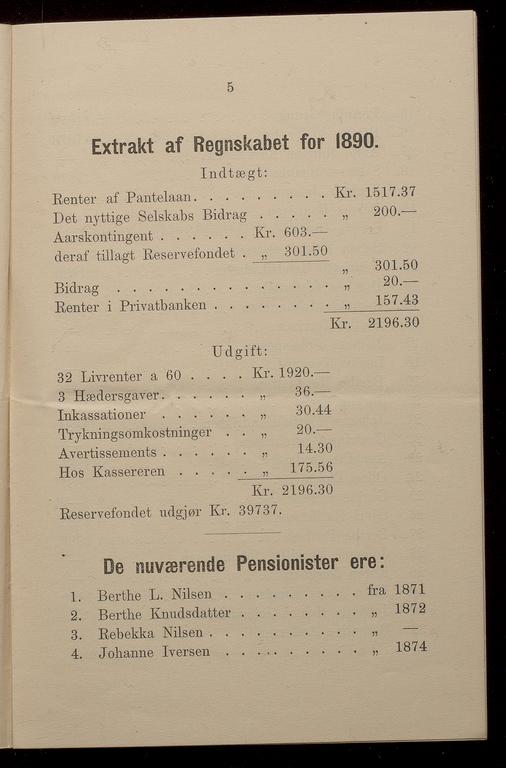 5
Extrakt af Regnskabet for 1890.
Indtægt:
Renter af Pantelaan. . . . . . . . . Kr. 1517.37
Det nyttige Selskabs Bidrag . . . . . „ 200.—
Aarskontingent . . . . . . Kr. 603.—
deraf tillagt Reservefondet . „ 301.50
„ 301.50
Bidrag . . . . . . . . . . . . . . . „ 20.—
Renter i Privatbanken . . . . . . . . „ 157.43
Kr. 2196.30
Udgift:
32 Livrenter a 60 . . . . Kr. 1920.—
3 Hædersgaver. . . . . . . „ 36.—
Inkassationer . . . . . . „ 30.44
Trykningsomkostninger . . „ 20.—
Avertissements . . . . . . „ 14.30
Hos Kassereren . . . . . „ 175.56
Kr. 2196.30
Reservefondet udgjør Kr. 39737.
De nuværende Pensionister ere:
1. Berthe L. Nilsen . . . . . . . . . fra 1871
2. Berthe Knudsdatter . . . . . . . . „ 1872
3. Rebekka Nilsen . . . . . . . . . . „ —
4. Johanne Iversen . . . . . . . . . „ 1874